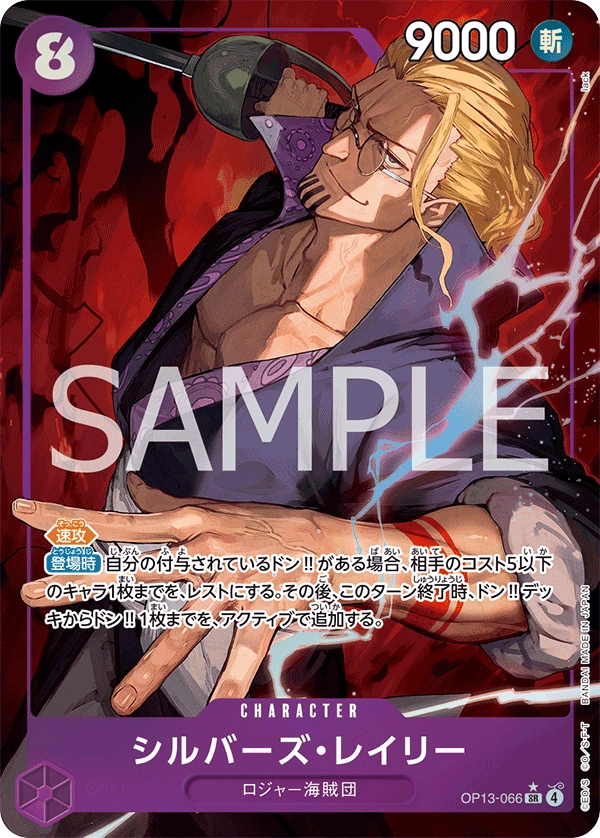 8
9000 斬
jack
SAMPLE
速攻
登場時 自分の付与されているドン!!がある場合、相手のコスト5以下
のキャラ1枚までを、レストにする。その後、このターン終了時、ドン!!デッ
キからドン!!1枚までを、アクティブで追加する。
CHARACTER
シルバーズ・レイリー
ロジャー海賊団
OP13-066 SR 4
©EO/S ©O/S·F·T BANDAI MADE IN JAPAN